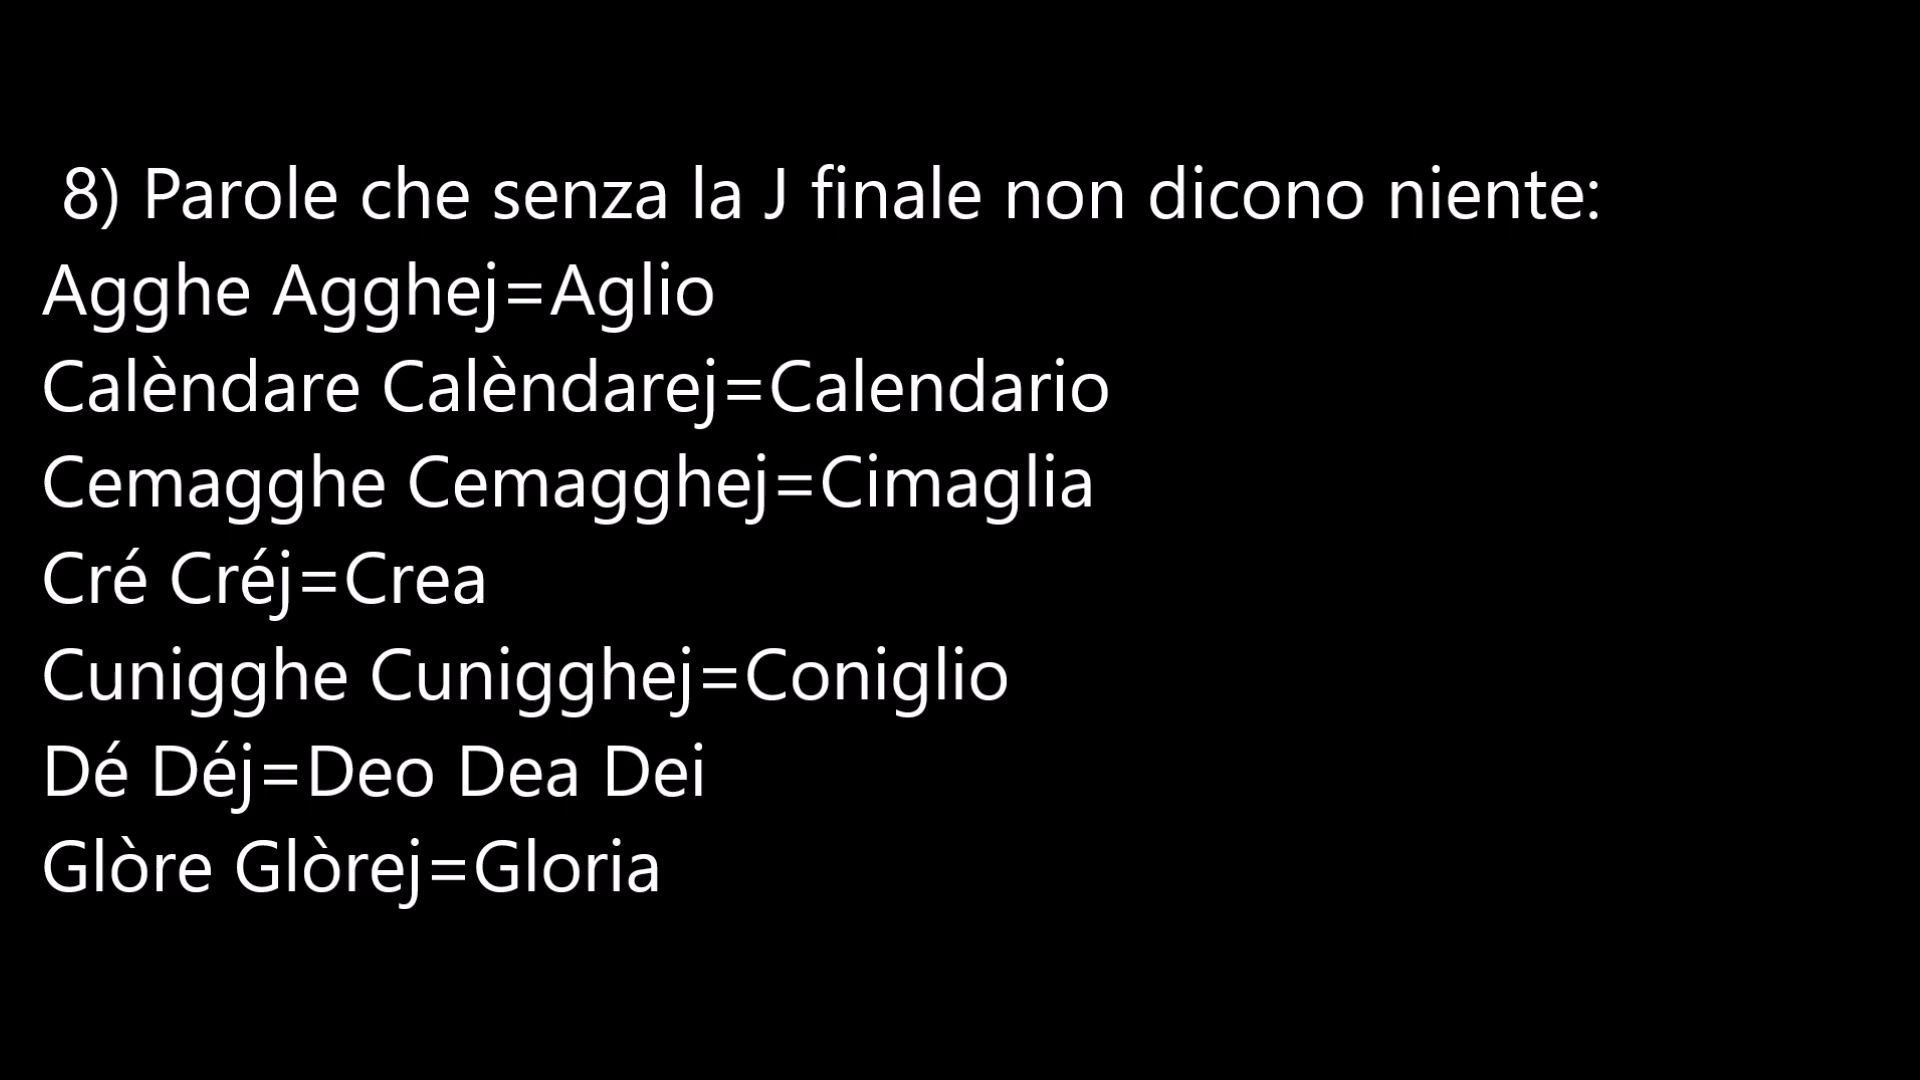 8) Parole che senza la J finale non dicono niente:
Agghe Agghej=Aglio
Calèndare Calèndarej=Calendario
Cemagghe Cemagghej=Cimaglia
Cré Créj=Crea
Cunigghe Cunigghej=Coniglio
Dé Déj=Deo Dea Dei
Glòre Glòrej=Gloria